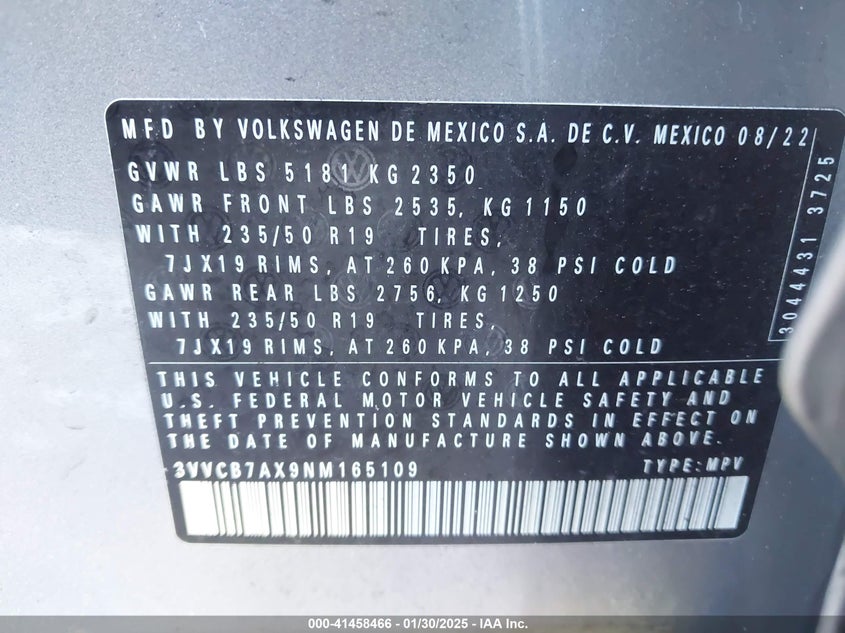 MFD BY VOLKSWAGEN DE MEXICO S.A. DE C.V. MEXICO 08/22
GVWR LBS 5181 KG 2350
GAWR FRONT LBS 2535, KG 1150
WITH 235/50 R19 TIRES,
7JX19 RIMS, AT 260 KPA, 38 PSI COLD
GAWR REAR LBS 2756, KG 1250
WITH 235/50 R19 TIRES,
7JX19 RIMS, AT 260 KPA, 38 PSI COLD
3044431 3725
THIS VEHICLE CONFORMS TO ALL APPLICABLE
U.S. FEDERAL MOTOR VEHICLE SAFETY AND
THEFT PREVENTION STANDARDS IN EFFECT ON
THE DATE OF MANUFACTURE SHOWN ABOVE.
3VVCB7AX9NM165109 TYPE: MPV
000-41458466 - 01/30/2025 - IAA Inc.